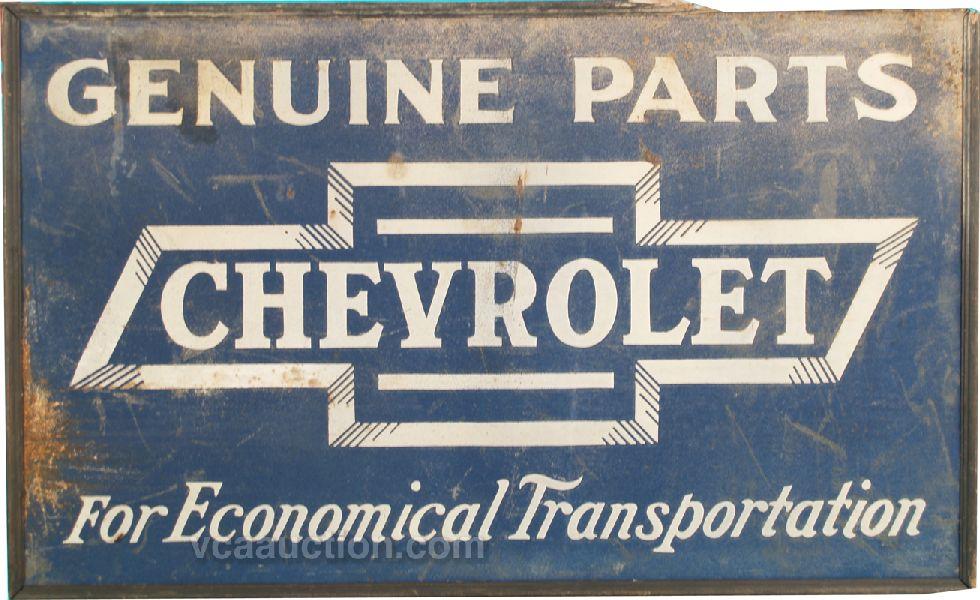 GENUINE PARTS
CHEVROLET
For Economical Transportation
vcaauction.com